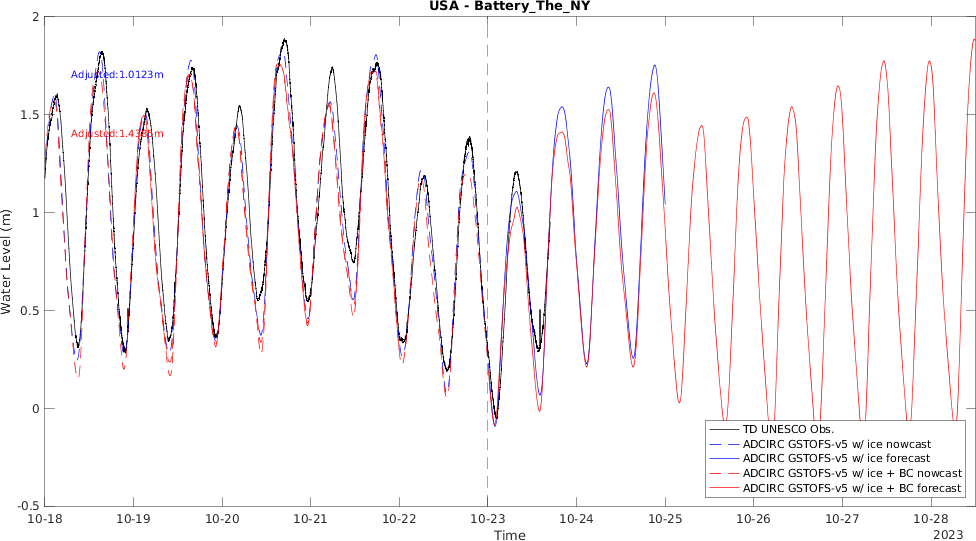 USA - Battery_The_NY
2
1.5
1
0.5
0
-0.5
Water Level (m)
Adjusted:1.0123m
TD UNESCO Obs.
ADCIRC GSTOFS-v5 w/ ice nowcast
ADCIRC GSTOFS-v5 w/ ice forecast
ADCIRC GSTOFS-v5 w/ ice + BC nowcast
ADCIRC GSTOFS-v5 w/ ice + BC forecast
10-18 10-19 10-20 10-21 10-22 10-23 10-24 10-25 10-26 10-27 10-28
Time
2023